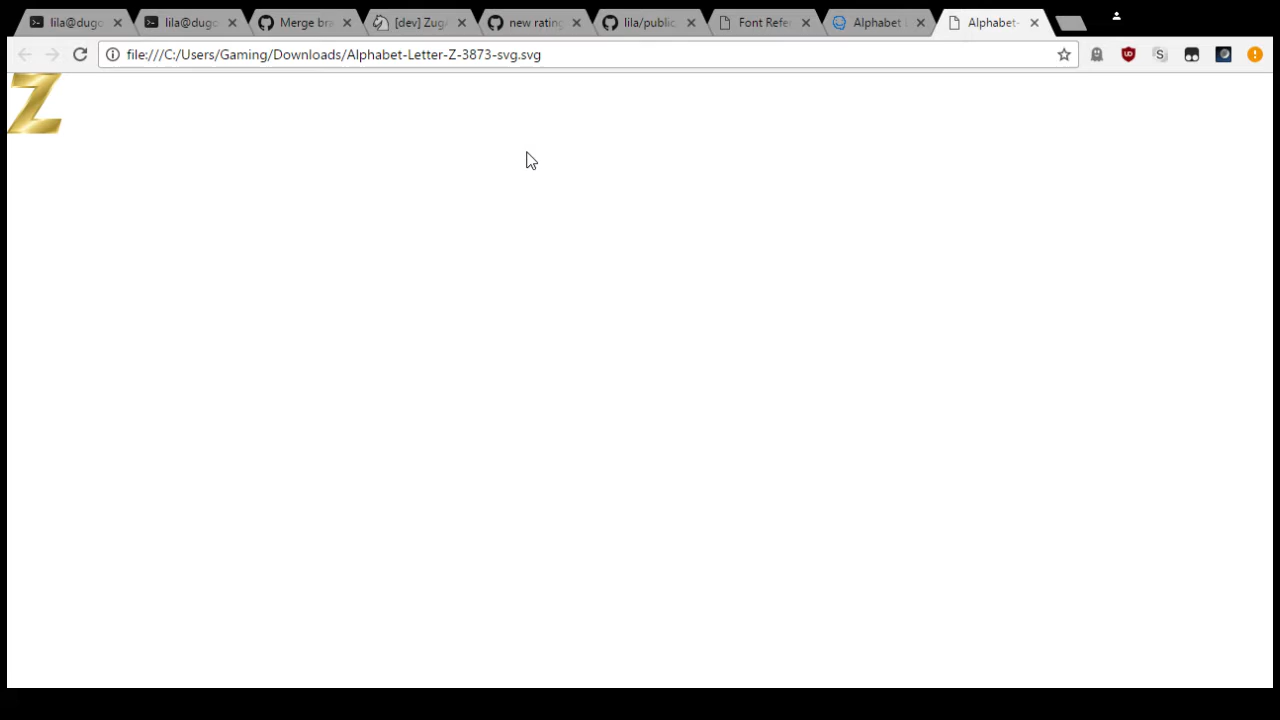 lila@dugo
lila@dugo
Merge bra
[dev] ZugA
new rating
lila/public
Font Refe
Alphabet
Alphabet-
file:///C:/Users/Gaming/Downloads/Alphabet-Letter-Z-3873-svg.svg
S
Z